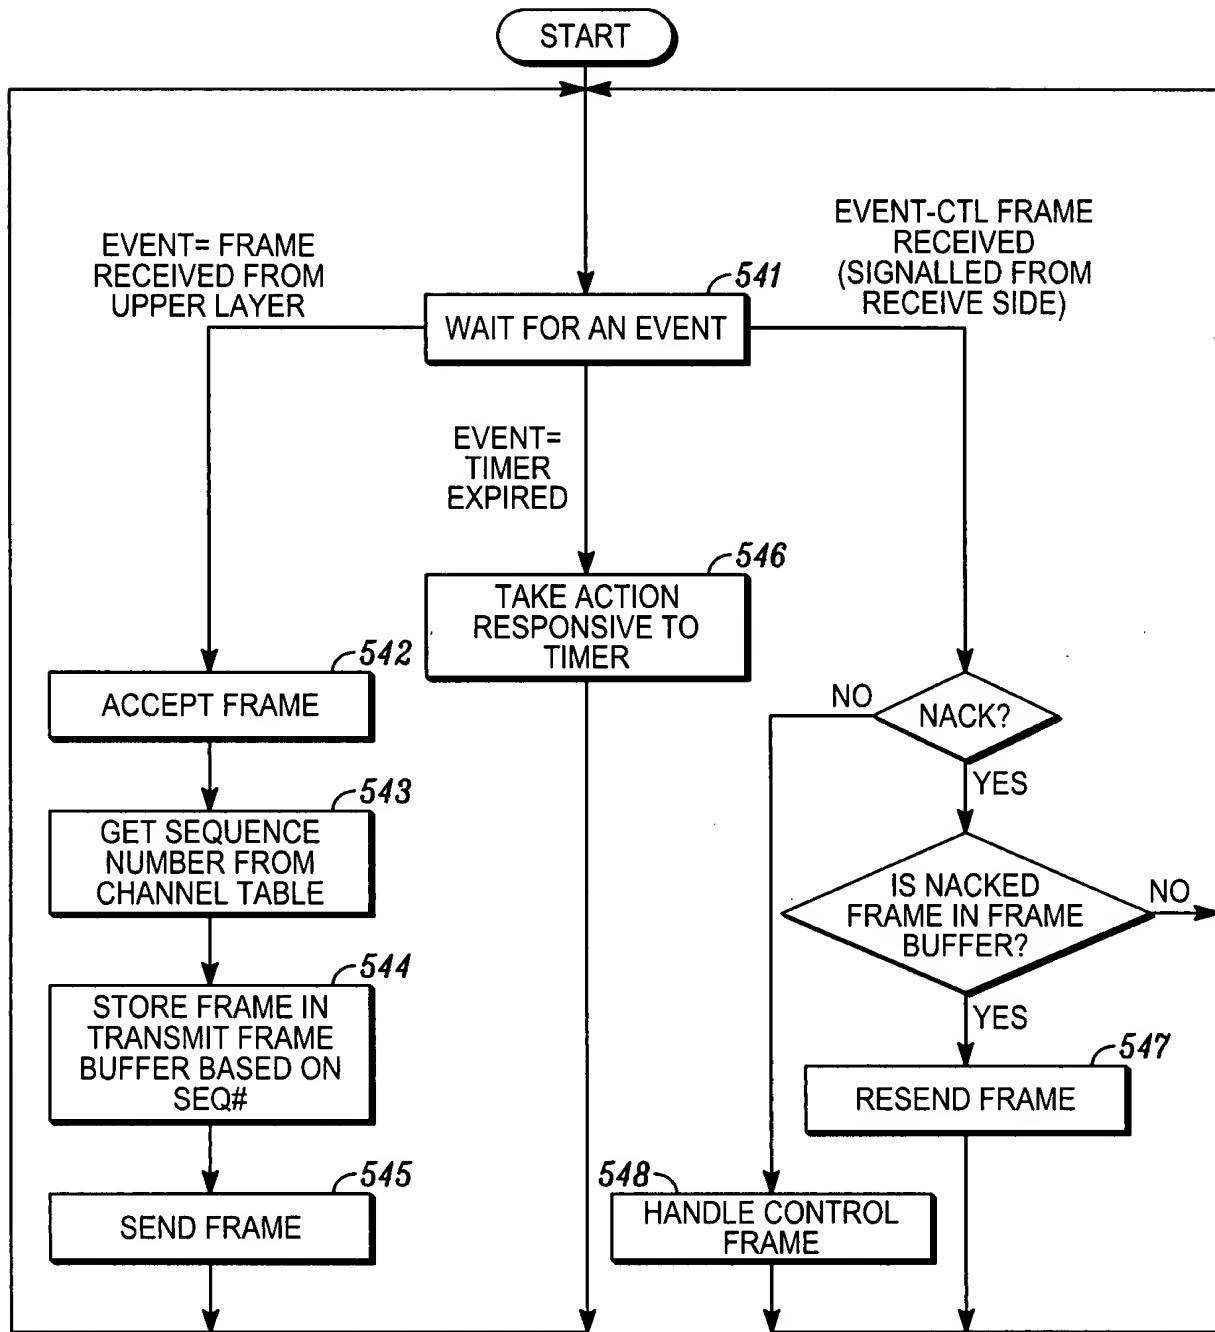 START
EVENT= FRAME
RECEIVED FROM
UPPER LAYER
541
WAIT FOR AN EVENT
EVENT-CTL FRAME
RECEIVED
(SIGNALLED FROM
RECEIVE SIDE)
EVENT=
TIMER
EXPIRED
546
TAKE ACTION
RESPONSIVE TO
TIMER
542
ACCEPT FRAME
543
GET SEQUENCE
NUMBER FROM
CHANNEL TABLE
544
STORE FRAME IN
TRANSMIT FRAME
BUFFER BASED ON
SEQ#
545
SEND FRAME
NO
NACK?
YES
IS NACKED
FRAME IN FRAME
BUFFER?
NO
YES
547
RESEND FRAME
548
HANDLE CONTROL
FRAME